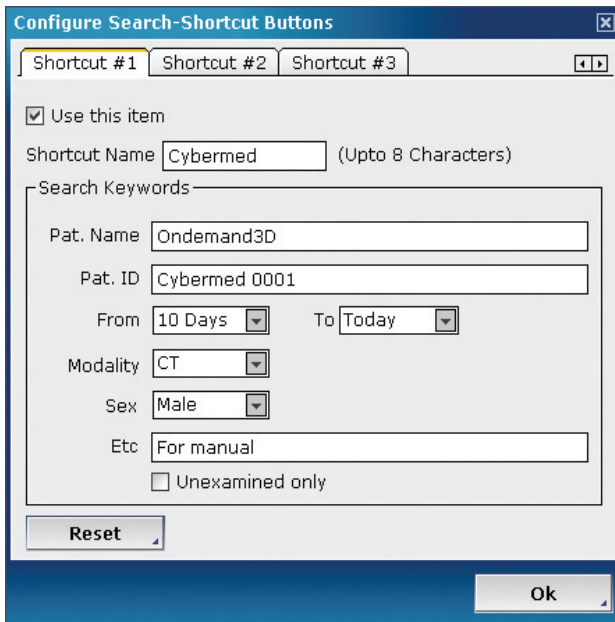 Configure Search-Shortcut Buttons
Shortcut #1 Shortcut #2 Shortcut #3
Use this item
Shortcut Name Cybermed (Upto 8 Characters)
Search Keywords
Pat. Name Ondemand3D
Pat. ID Cybermed 0001
From 10 Days To Today
Modality CT
Sex Male
Etc For manual
Unexamined only
Reset
Ok